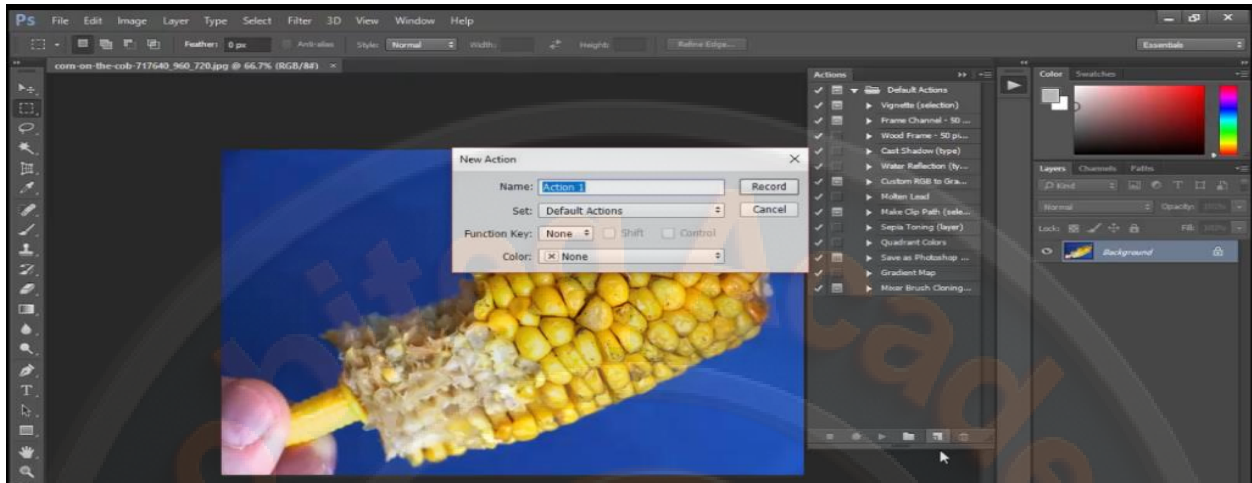 Ps File Edit Image Layer Type Select Filter 3D View Window Help
Feather: 0 px Anti-alias Style: Normal Width: Height: Refine Edge... Essentials
corn-on-the-cob-717640_960_720.jpg @ 66.7% (RGB/8#) ×
Actions
Default Actions
Vignette (selection)
Frame Channel - 50 ...
Wood Frame - 50 pi...
Cast Shadow (type)
Water Reflection (ty...
Custom RGB to Gra...
Molten Lead
Make Clip Path (sele...
Sepia Toning (layer)
Quadrant Colors
Save as Photoshop ...
Gradient Map
Mixer Brush Cloning...
New Action
Name: Action 1 Record
Set: Default Actions Cancel
Function Key: None Shift Control
Color: None
Color Swatches
Layers Channels Paths
Kind
Normal Opacity:
Lock: Fill:
Background